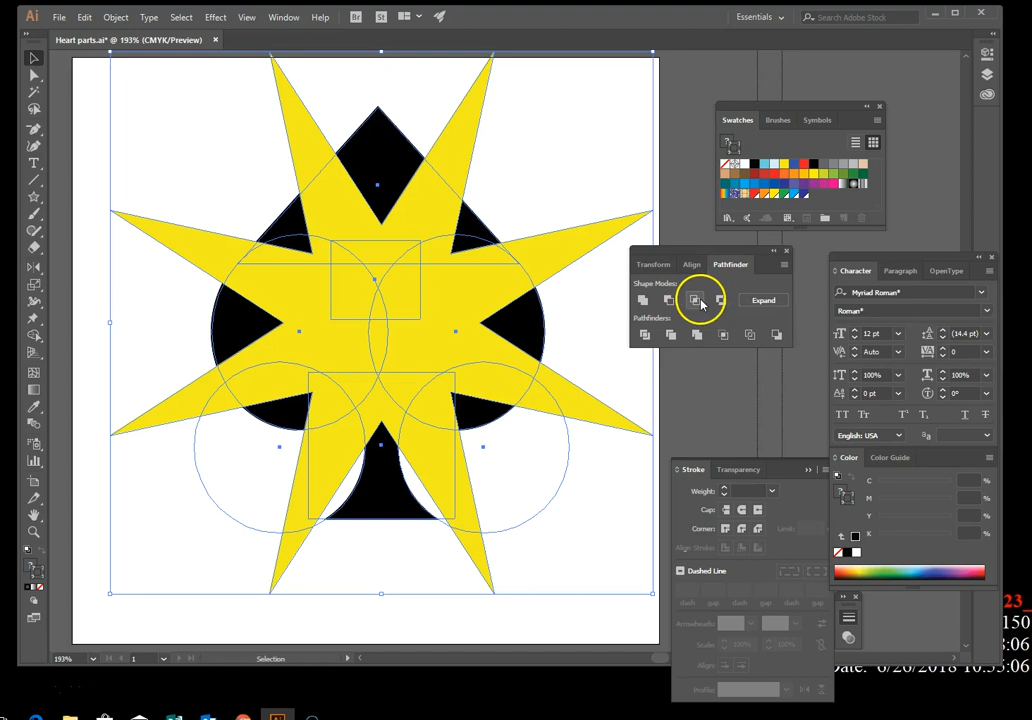 Ai File Edit Object Type Select Effect View Window Help Br St Essentials Search Adobe Stock
Heart parts.ai* @ 193% (CMYK/Preview) ×
Swatches Brushes Symbols
Transform Align Pathfinder
Shape Modes:
Expand
Pathfinders:
Character Paragraph OpenType
Myriad Roman*
Roman*
12 pt (14.4 pt)
Auto 0
100% 100%
0 pt 0°
English: USA
Color Color Guide
C %
M %
Y %
K %
Stroke Transparency
Weight:
Cap:
Corner: Limit:
Align Stroke:
Dashed Line
dash gap dash gap dash gap
Arrowheads:
Scale: 100% 100%
Align:
Profile:
193% 1 Selection
23
150
8:06
Date: 6/26/2018 10:35:06